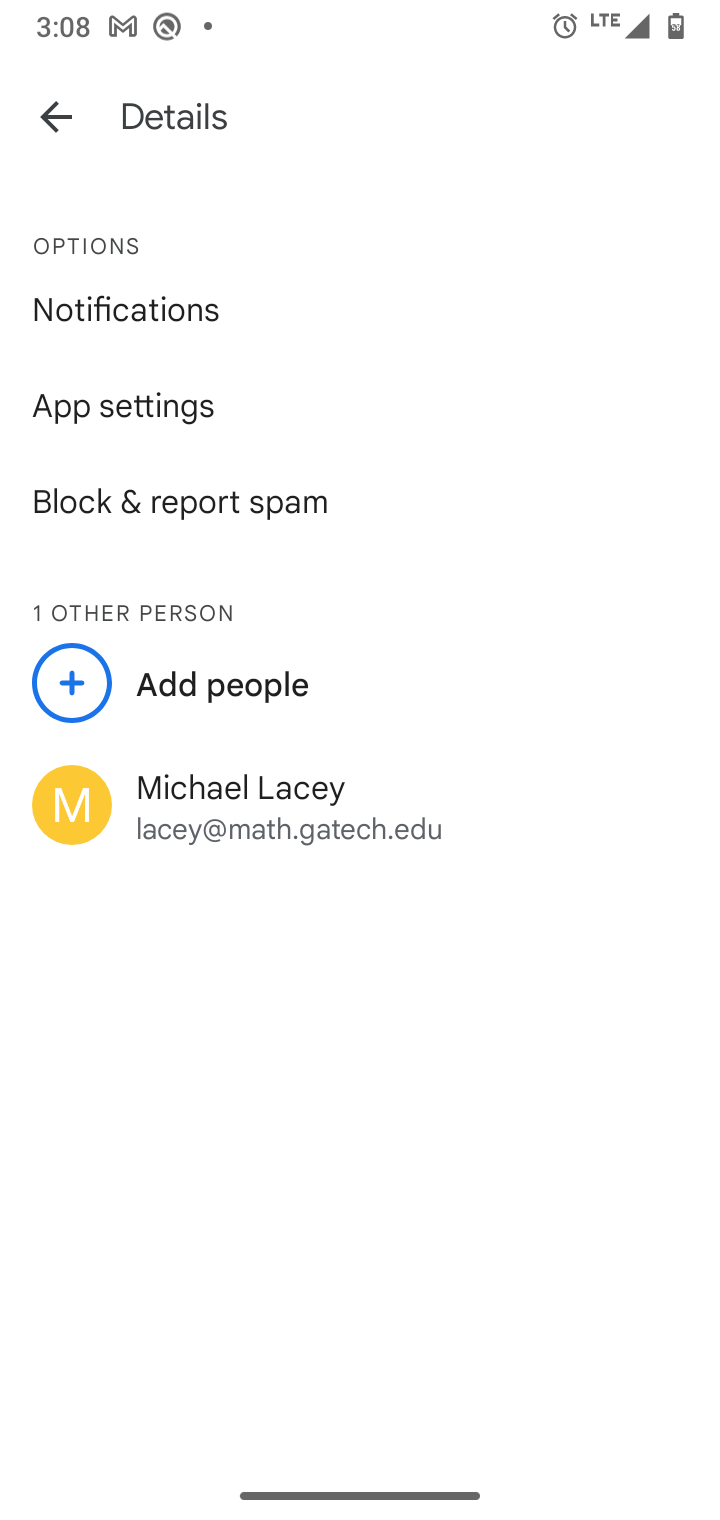 3:08
LTE
Details
OPTIONS
Notifications
App settings
Block & report spam
1 OTHER PERSON
Add people
M
Michael Lacey
lacey@math.gatech.edu